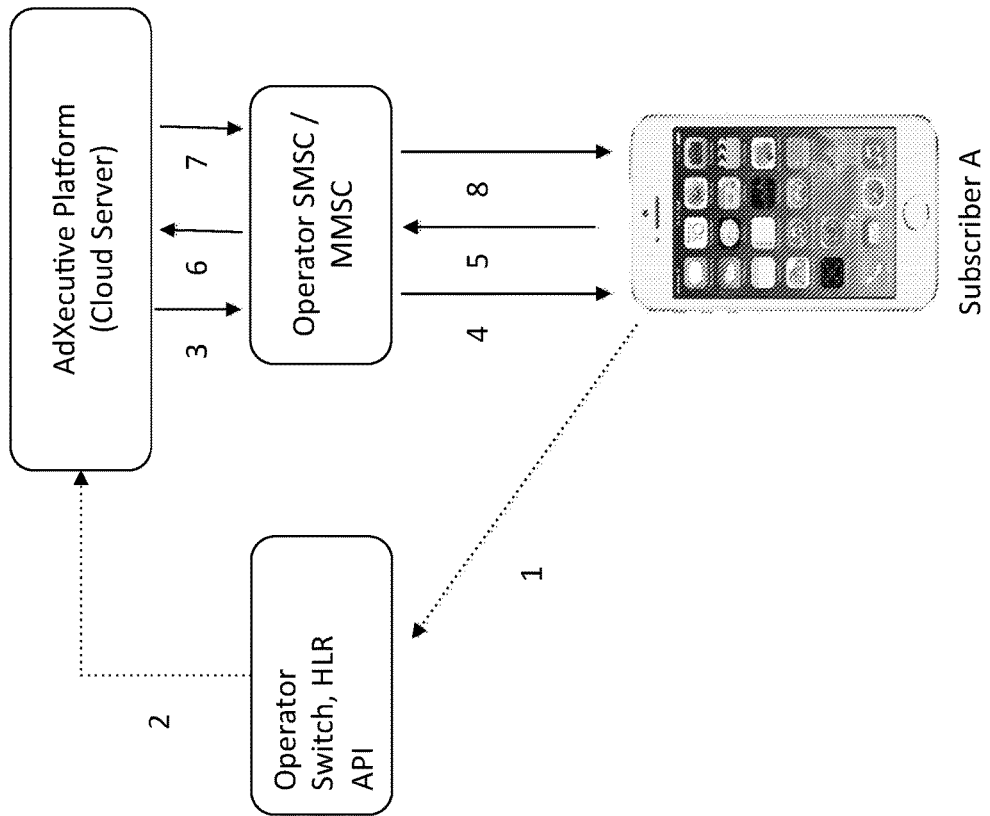 AdXecutive Platform
(Cloud Server)
2
3
6
7
Operator
Switch, HLR
API
Operator SMSC /
MMSC
4
5
8
1
Subscriber A